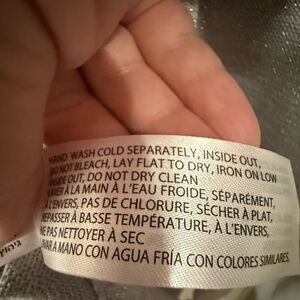 HAND WASH COLD SEPARATELY, INSIDE OUT,
DO NOT BLEACH, LAY FLAT TO DRY, IRON ON LOW
INSIDE OUT, DO NOT DRY CLEAN
LAVER À LA MAIN À L'EAU FROIDE, SÉPARÉMENT,
À L'ENVERS, PAS DE CHLORURE, SÉCHER À PLAT,
REPASSER À BASSE TEMPÉRATURE, À L'ENVERS,
NE PAS NETTOYER À SEC
LAVAR A MANO CON AGUA FRÍA CON COLORES SIMILARES.